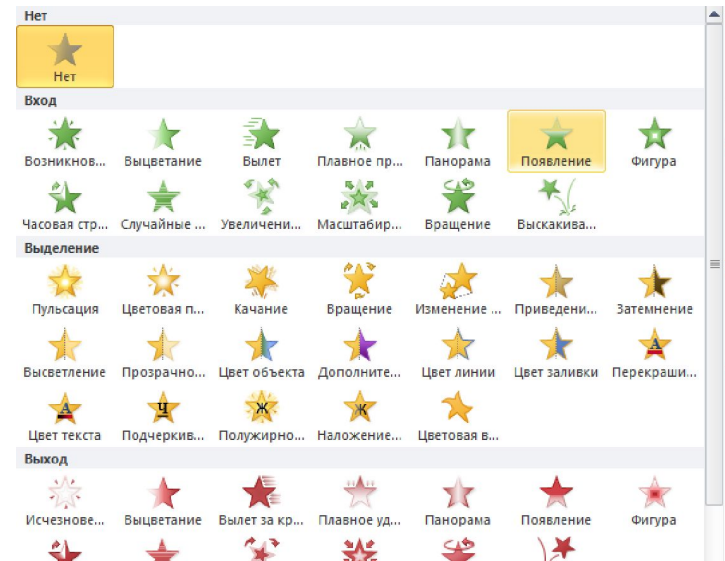 Нет
Нет
Вход
Возникнов... Выцветание Вылет Плавное пр... Панорама Появление Фигура
Часовая стр... Случайные ... Увеличени... Масштабир... Вращение Выскакива...
Выделение
Пульсация Цветовая п... Качание Вращение Изменение ... Приведени... Затемнение
Высветление Прозрачно... Цвет объекта Дополните... Цвет линии Цвет заливки Перекраши...
Цвет текста Подчеркив... Полужирно... Наложение... Цветовая в...
Выход
Исчезнове... Выцветание Вылет за кр... Плавное уд... Панорама Появление Фигура